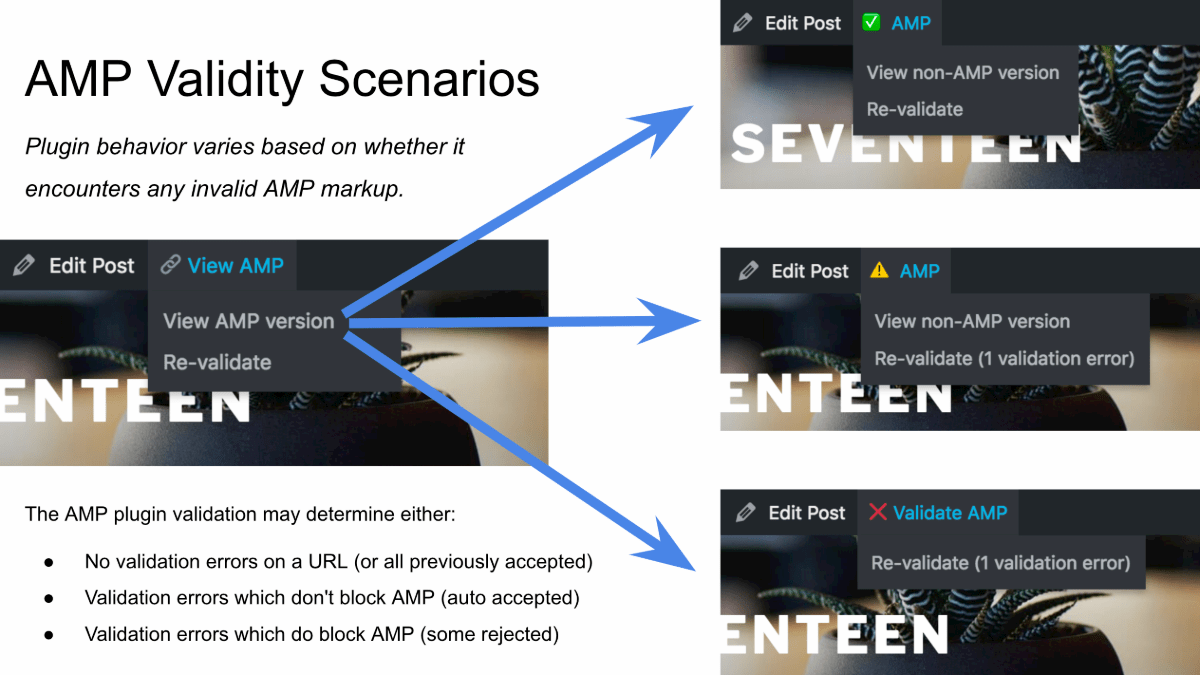 AMP Validity Scenarios
Plugin behavior varies based on whether it
encounters any invalid AMP markup.
Edit Post View AMP
View AMP version
Re-validate
ENTEEN
The AMP plugin validation may determine either:
● No validation errors on a URL (or all previously accepted)
● Validation errors which don't block AMP (auto accepted)
● Validation errors which do block AMP (some rejected)
Edit Post AMP
View non-AMP version
Re-validate
SEVENTEEN
Edit Post AMP
View non-AMP version
Re-validate (1 validation error)
ENTEEN
Edit Post Validate AMP
Re-validate (1 validation error)
ENTEEN